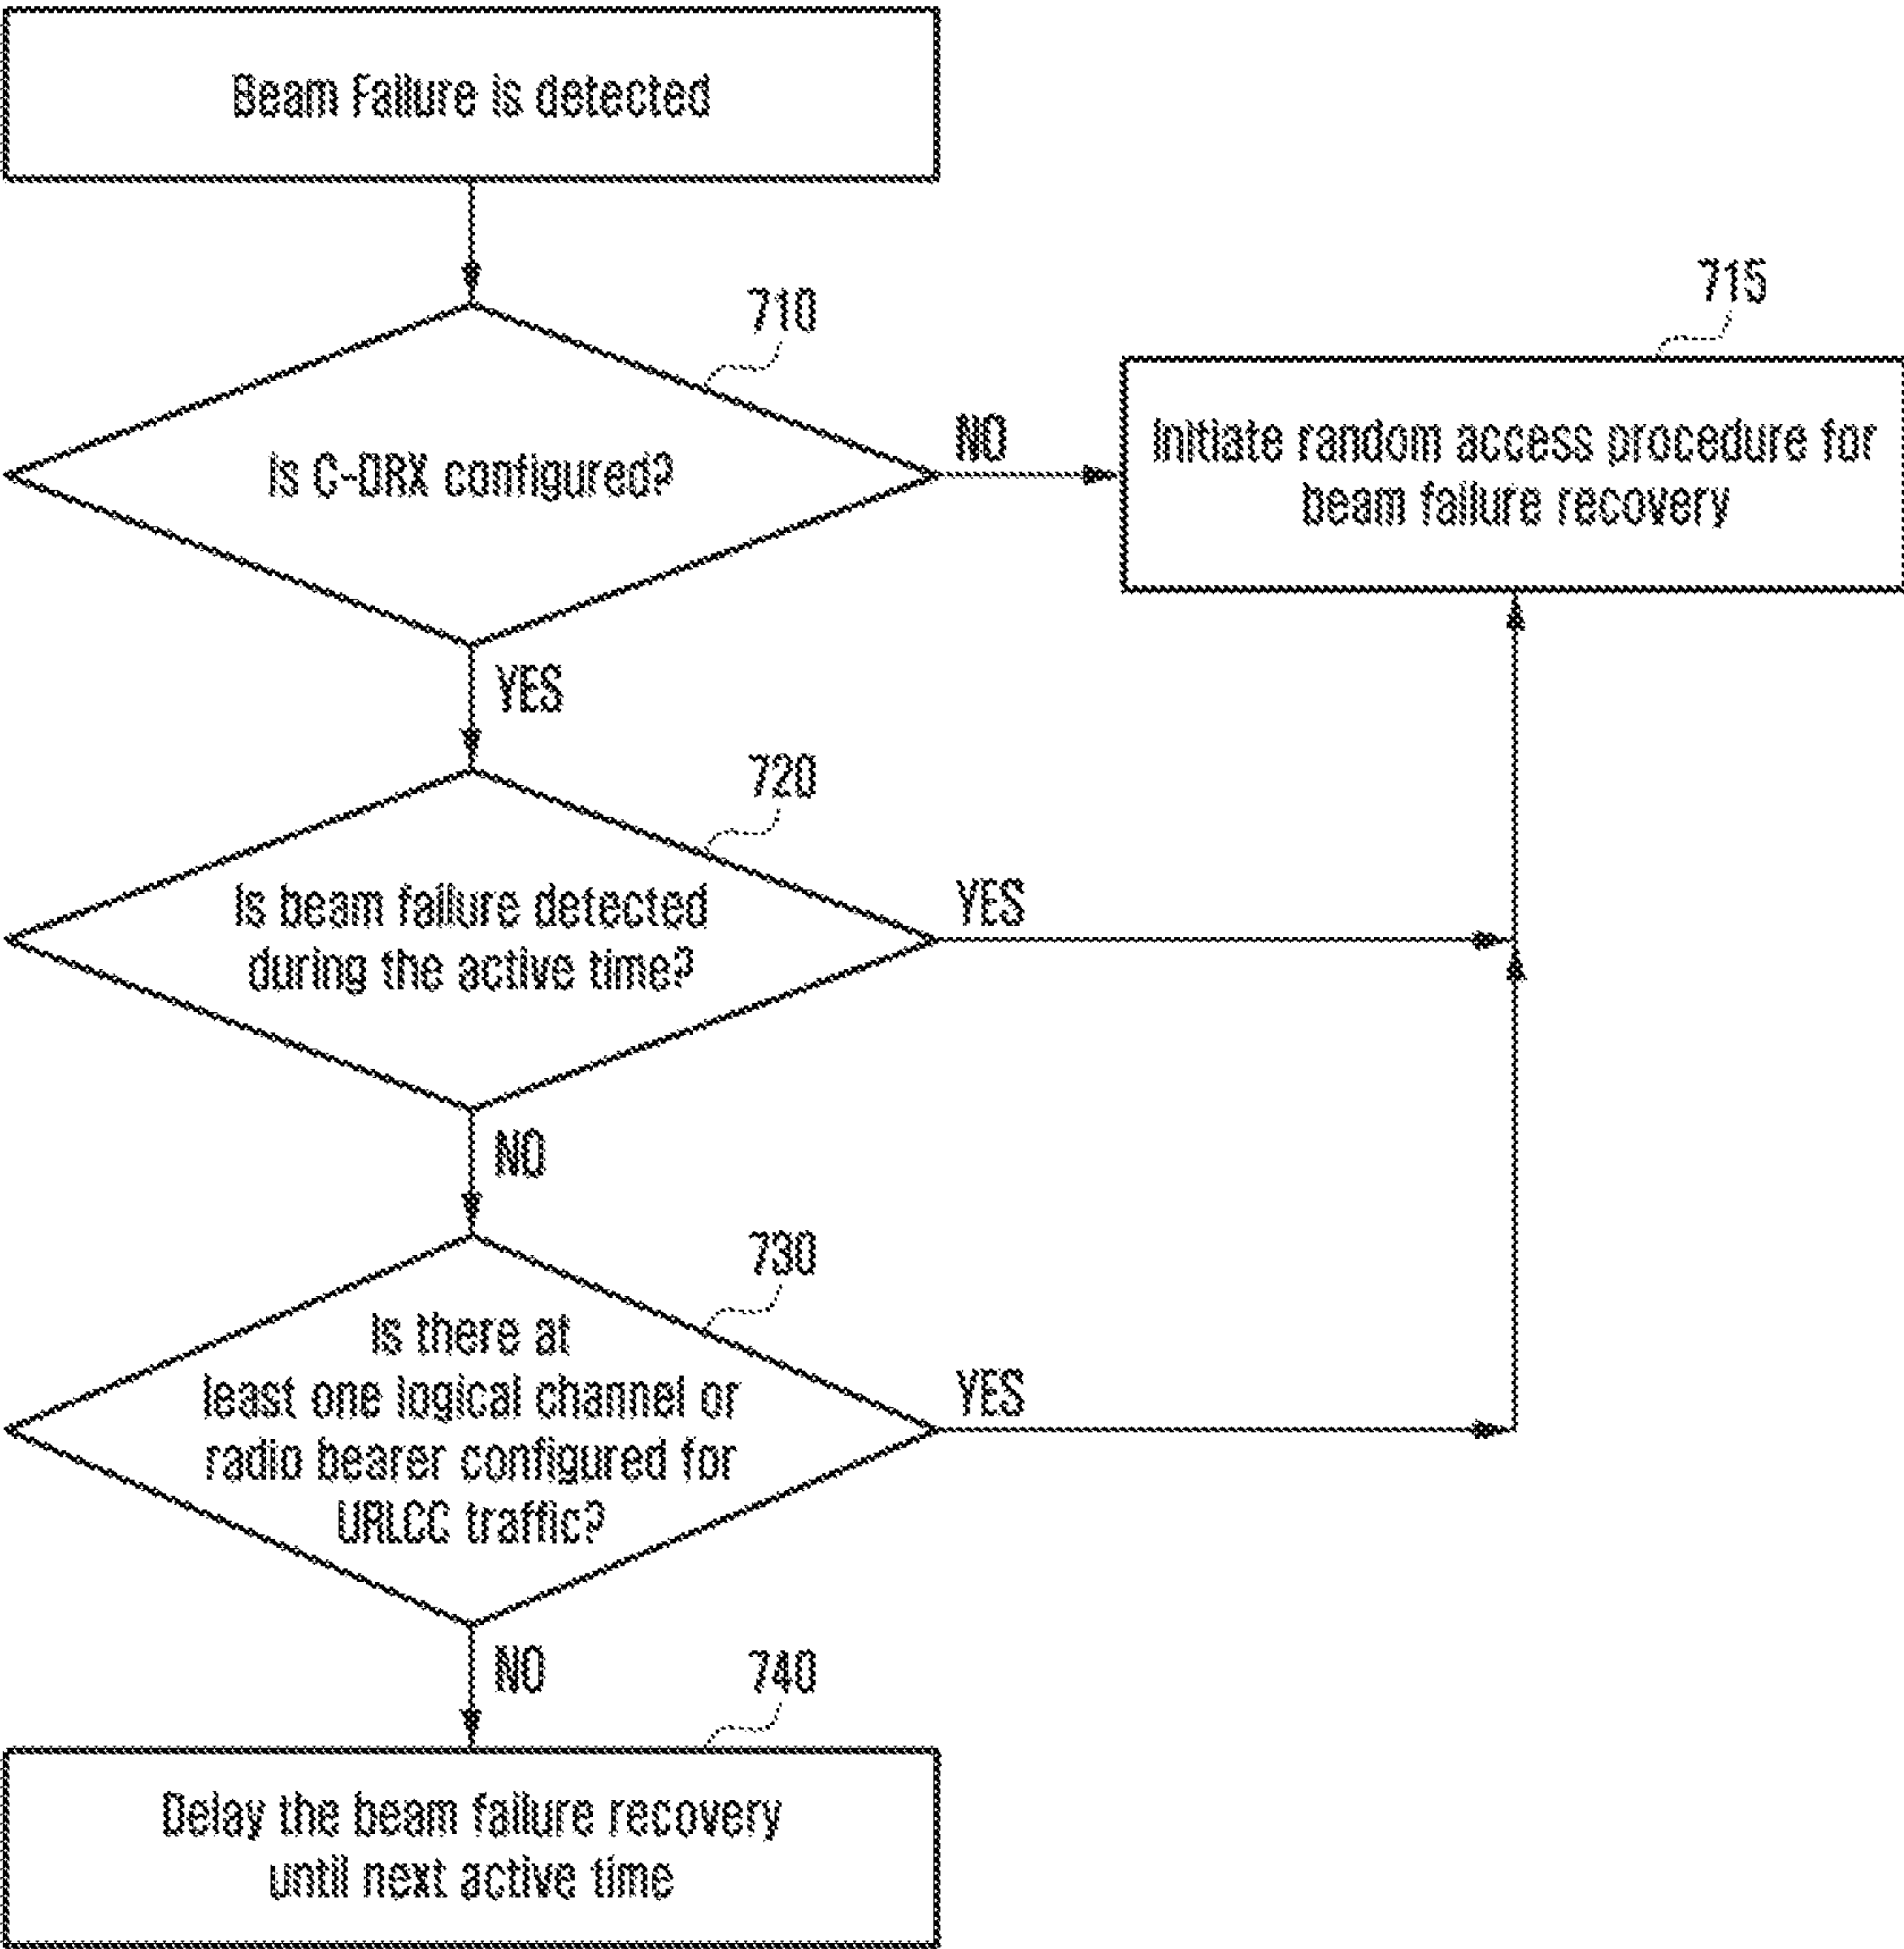 Beam Failure is detected
710
715
Is C-DRX configured?
NO
Initiate random access procedure for
beam failure recovery
YES
720
Is beam failure detected
during the active time?
YES
NO
730
Is there at
least one logical channel or
radio bearer configured for
URLCC traffic?
YES
NO
740
Delay the beam failure recovery
until next active time